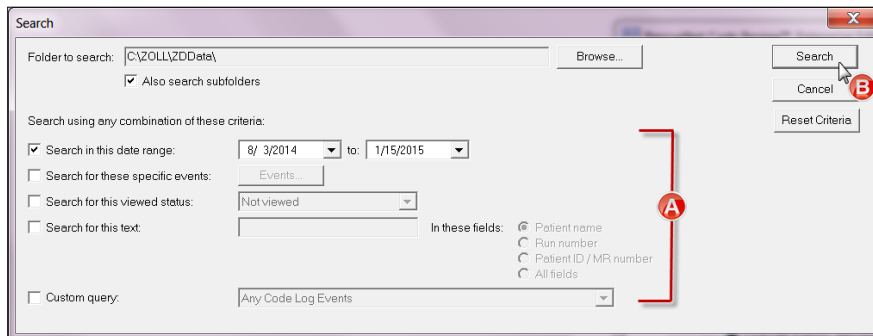 Search
Folder to search: C:\ZOLL\ZDData\ Browse... Search
Also search subfolders
Cancel B
Search using any combination of these criteria: Reset Criteria
Search in this date range: 8/ 3/2014 to: 1/15/2015
Search for these specific events: Events...
Search for this viewed status: Not viewed
A
Search for this text: In these fields: Patient name
Run number
Patient ID / MR number
All fields
Custom query: Any Code Log Events